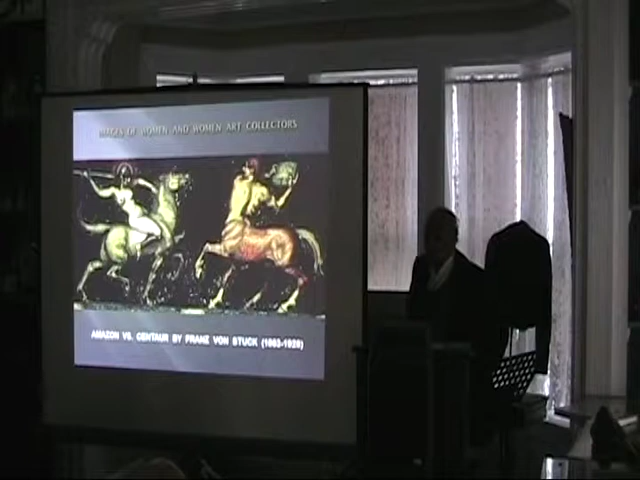 IMAGES OF WOMEN AND WOMEN ART COLLECTORS
AMAZON VS. CENTAUR BY FRANZ VON STUCK (1863-1928)